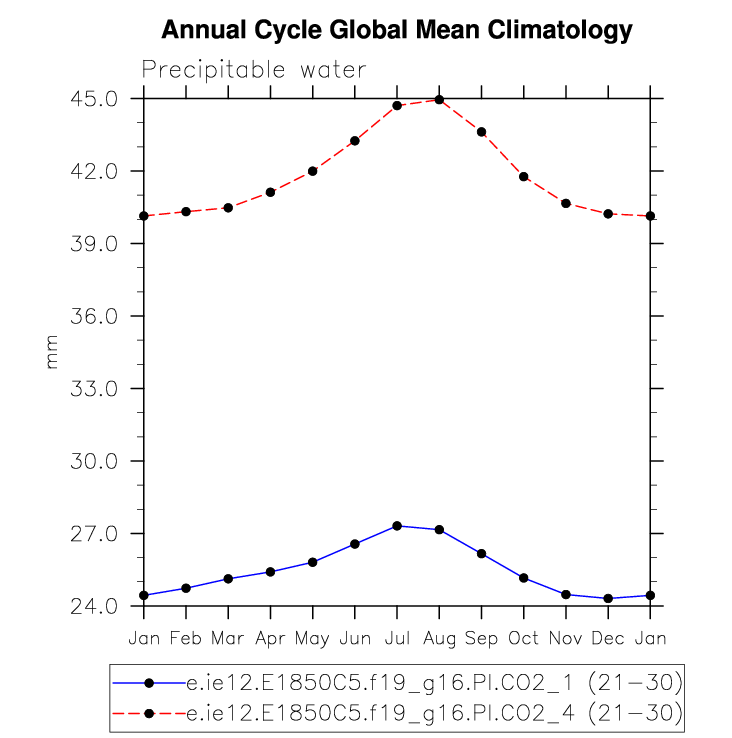 Annual Cycle Global Mean Climatology
Precipitable water
45.0
42.0
39.0
36.0
33.0
30.0
27.0
24.0
mm
Jan Feb Mar Apr May Jun Jul Aug Sep Oct Nov Dec Jan
e.ie12.E1850C5.f19_g16.PI.CO2_1 (21-30)
e.ie12.E1850C5.f19_g16.PI.CO2_4 (21-30)